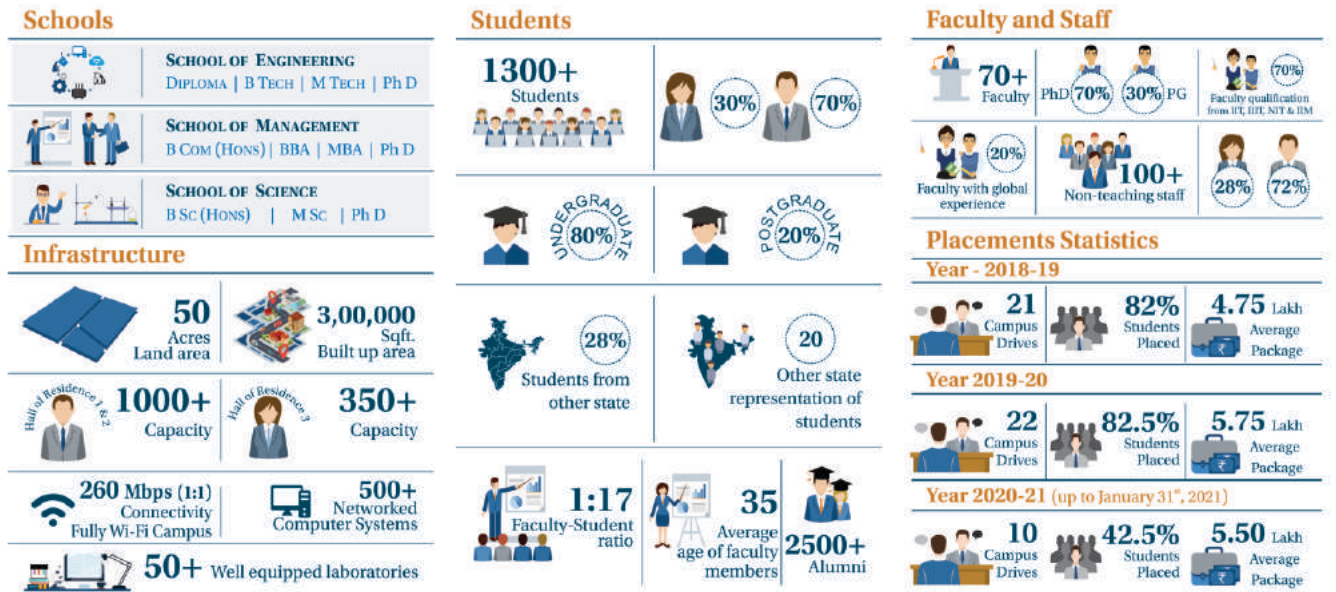 Schools
SCHOOL OF ENGINEERING
DIPLOMA | B TECH | M TECH | Ph D
SCHOOL OF MANAGEMENT
B COM (HONS) | BBA | MBA | Ph D
SCHOOL OF SCIENCE
B SC (HONS) | M SC | Ph D
Infrastructure
50
Acres
Land area
3,00,000
Sqft.
Built up area
Hall of Residence 1 & 2
1000+
Capacity
Hall of Residence 3
350+
Capacity
260 Mbps (1:1)
Connectivity
Fully Wi-Fi Campus
500+
Networked
Computer Systems
50+ Well equipped laboratories
Students
1300+
Students
30%
70%
UNDERGRADUATE
80%
POSTGRADUATE
20%
28%
Students from
other state
20
Other state
representation of
students
1:17
Faculty-Student
ratio
35
Average
age of faculty
members
2500+
Alumni
Faculty and Staff
70+
Faculty
PhD 70% 30% PG
70%
Faculty qualification
from IIT, IIIT, NIT & IIM
20%
Faculty with global
experience
100+
Non-teaching staff
28%
72%
Placements Statistics
Year - 2018-19
21
Campus
Drives
82%
Students
Placed
4.75 Lakh
Average
Package
Year 2019-20
22
Campus
Drives
82.5%
Students
Placed
5.75 Lakh
Average
Package
Year 2020-21 (up to January 31st, 2021)
10
Campus
Drives
42.5%
Students
Placed
5.50 Lakh
Average
Package